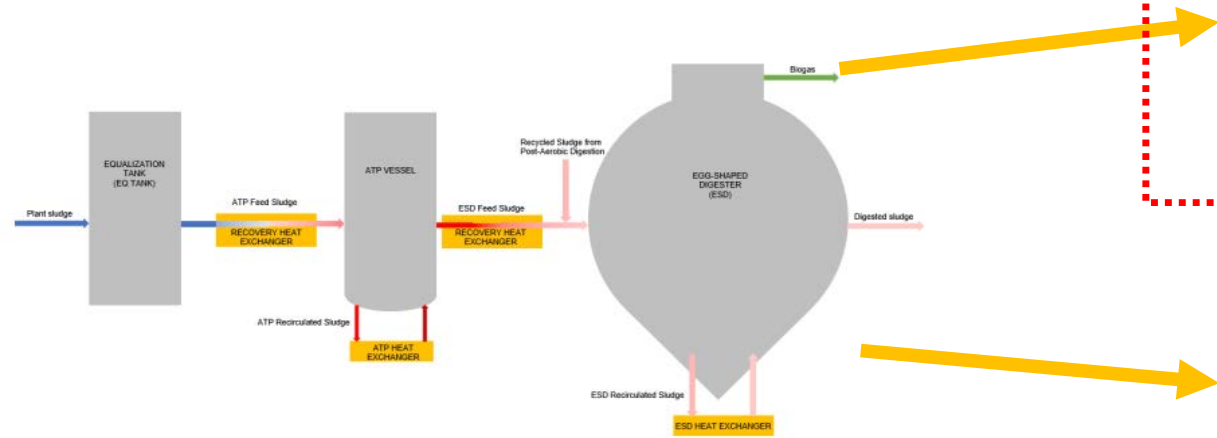 Biogas
EQUALIZATION
TANK
(EQ TANK)
ATP VESSEL
Recycled Sludge from
Post-Aerobic Digestion
EGG-SHAPED
DIGESTER
(ESD)
Plant sludge
ATP Feed Sludge
RECOVERY HEAT
EXCHANGER
ESD Feed Sludge
RECOVERY HEAT
EXCHANGER
Digested sludge
ATP Recirculated Sludge
ATP HEAT
EXCHANGER
ESD Recirculated Sludge
ESD HEAT EXCHANGER